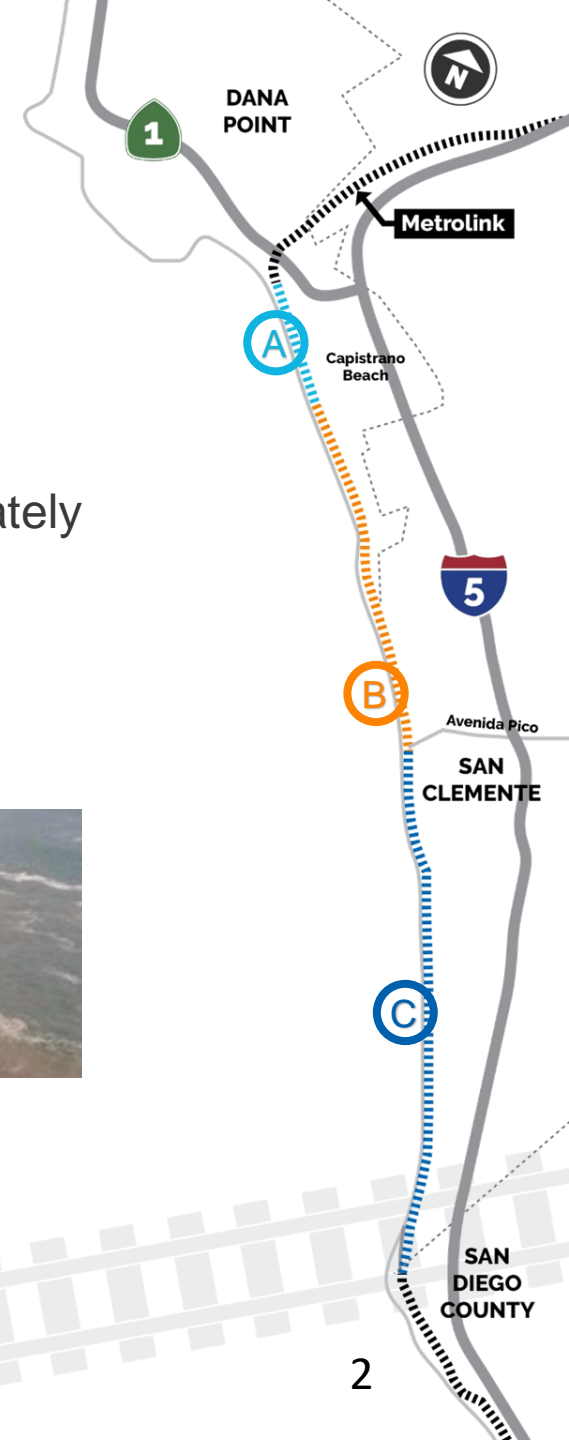 N
DANA
POINT
1
Metrolink
A
Capistrano
Beach
ately
5
B
Avenida Pico
SAN
CLEMENTE
C
SAN
DIEGO
COUNTY
2